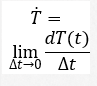 Ṫ =
lim Δt→0 dT(t)/Δt